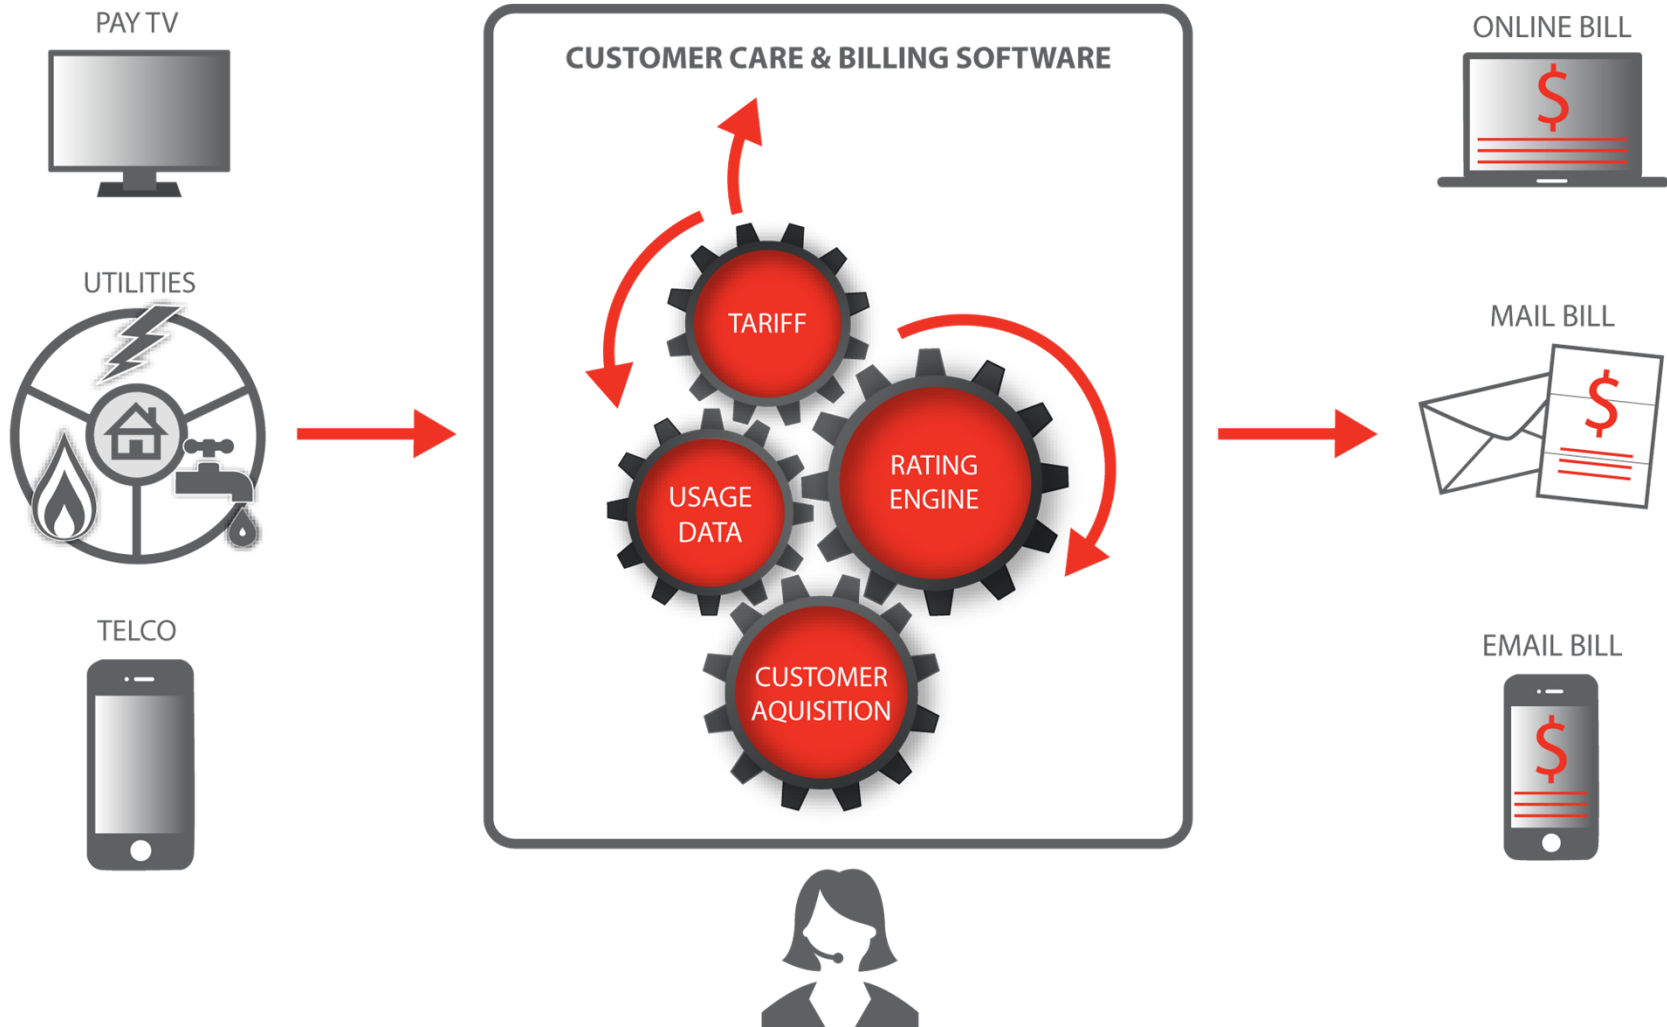 PAY TV
UTILITIES
TELCO
CUSTOMER CARE & BILLING SOFTWARE
TARIFF
USAGE
DATA
RATING
ENGINE
CUSTOMER
AQUISITION
ONLINE BILL
$
MAIL BILL
$
EMAIL BILL
$